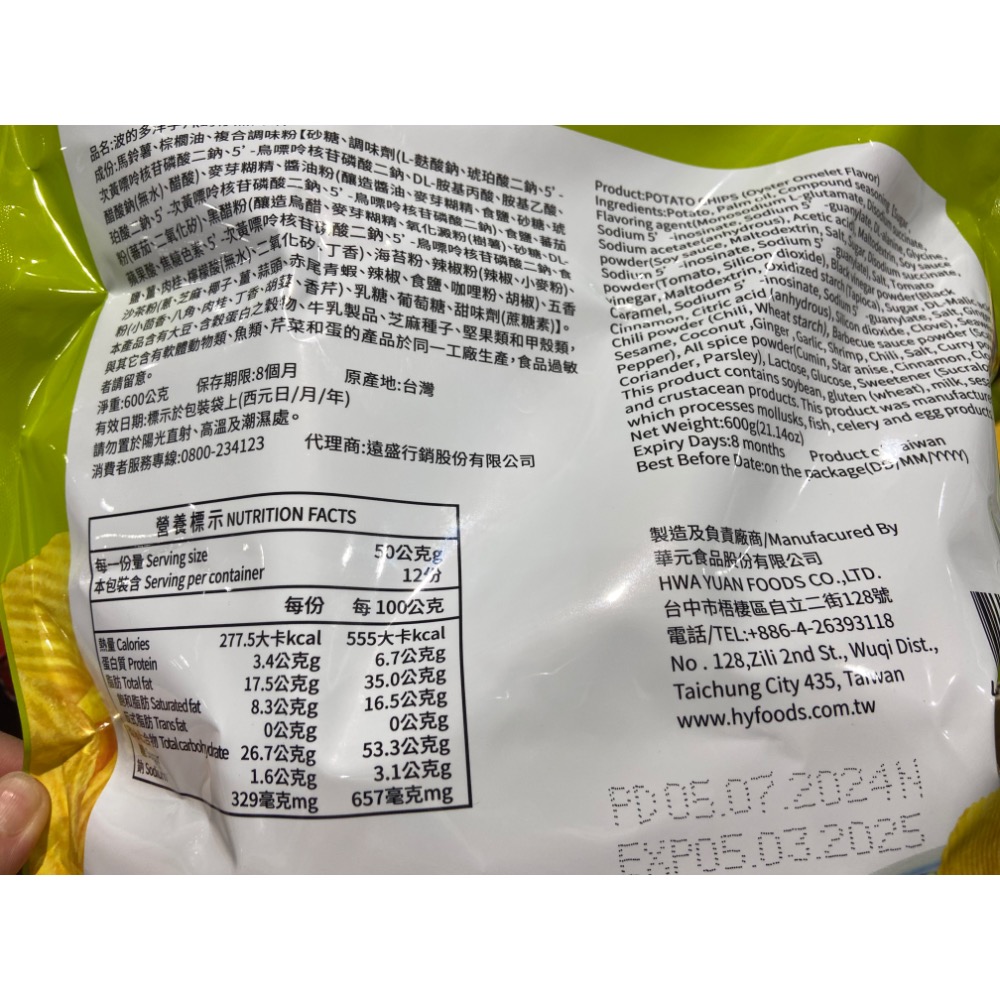 品名:波的多洋芋
成份:馬鈴薯、棕櫚油、複合調味粉【砂糖、調味劑(L-麩酸鈉、琥珀酸二鈉、5'-
次黃嘌呤核苷磷酸二鈉、5'-鳥嘌呤核苷磷酸二鈉、DL-胺基丙酸、胺基乙酸、
醋酸鈉(無水)、醋酸)、麥芽糊精、醬油粉(釀造醬油、麥芽糊精、食鹽、砂糖、琥
珀酸二鈉、5'-次黃嘌呤核苷磷酸二鈉、5'-鳥嘌呤核苷磷酸二鈉)、食鹽、蕃茄
粉(蕃茄、二氧化矽)、黑醋粉(釀造烏醋、麥芽糊精、氧化澱粉(樹薯)、砂糖、DL-
蘋果酸、焦糖色素、5'-次黃嘌呤核苷磷酸二鈉、5'-鳥嘌呤核苷磷酸二鈉、食
鹽、薑、肉桂、檸檬酸(無水)、二氧化矽、丁香)、海苔粉、辣椒粉(辣椒、小麥粉)、
沙茶粉(蔥、芝麻、椰子、薑、蒜頭、赤尾青蝦、辣椒、食鹽、咖哩粉、胡椒)、五香
粉(小茴香、八角、肉桂、丁香、胡荽、香芹)、乳糖、葡萄糖、甜味劑(蔗糖素)】。
本產品含有大豆、含麩蛋白之穀物、牛乳製品、芝麻種子、堅果類和甲殼類,
與其它含有軟體動物類、魚類、芹菜和蛋的產品於同一工廠生產,食品過敏
者請留意。
淨重:600公克 保存期限:8個月 原產地:台灣
有效日期:標示於包裝袋上(西元日/月/年)
請勿置於陽光直射、高溫及潮濕處。
消費者服務專線:0800-234123 代理商:遠盛行銷股份有限公司
營養標示 NUTRITION FACTS
每一份量 Serving size 50公克g
本包裝含 Serving per container 12份
每份 每100公克
熱量 Calories 277.5大卡kcal 555大卡kcal
蛋白質 Protein 3.4公克g 6.7公克g
脂肪 Total fat 17.5公克g 35.0公克g
飽和脂肪 Saturated fat 8.3公克g 16.5公克g
式脂肪 Trans fat 0公克g 0公克g
合物 Total carbohydrate 26.7公克g 53.3公克g
1.6公克g 3.1公克g
鈉 329毫克mg 657毫克mg
Product:POTATO CHIPS (Oyster Omelet Flavor)
Ingredients:Potato, Palm oil, Compound seasoning
Flavoring agent(Monosodium L-glutamate, Disodium succinate,
Sodium 5'-inosinate, Sodium 5'-guanylate, DL
Sodium acetate(anhydrous), Acetic acid), Maltodextrin,
powder(Soy sauce, Maltodextrin, Salt, Sugar, Disodium succinate,
Sodium 5'-inosinate, Sodium 5'-guanylate), Salt, Tomato
powder(Tomato, Silicon dioxide), Black vinegar powder(Black
vinegar, Maltodextrin, Oxidized starch(Tapioca), Sugar, DL-Malic
Caramel, Sodium 5'-inosinate, Sodium 5'-guanylate, Salt, Ginger,
Cinnamon, Citric acid (anhydrous), Silicon dioxide, Clove),
Chili powder (Chili, Wheat starch), Barbecue sauce powder
Sesame, Coconut ,Ginger ,Garlic, Shrimp, Chili, Salt, Curry
Pepper), All spice powder(Cumin, Star anise, Cinnamon,
Coriander, Parsley), Lactose, Glucose, Sweetener
This product contains soybean, gluten (wheat), milk,
and crustacean products. This product was
which processes mollusks, fish, celery and egg
Net Weight:600g(21.14oz)
Expiry Days:8 months Product of Taiwan
Best Before Date:on the package(DD/MM/YYYY)
製造及負責廠商/Manufacured By
華元食品股份有限公司
HWA YUAN FOODS CO.,LTD.
台中市梧棲區自立二街128號
電話/TEL:+886-4-26393118
No . 128,Zili 2nd St., Wuqi Dist.,
Taichung City 435, Taiwan
www.hyfoods.com.tw
PD 05.07.2024 N
EXP05.03.2025